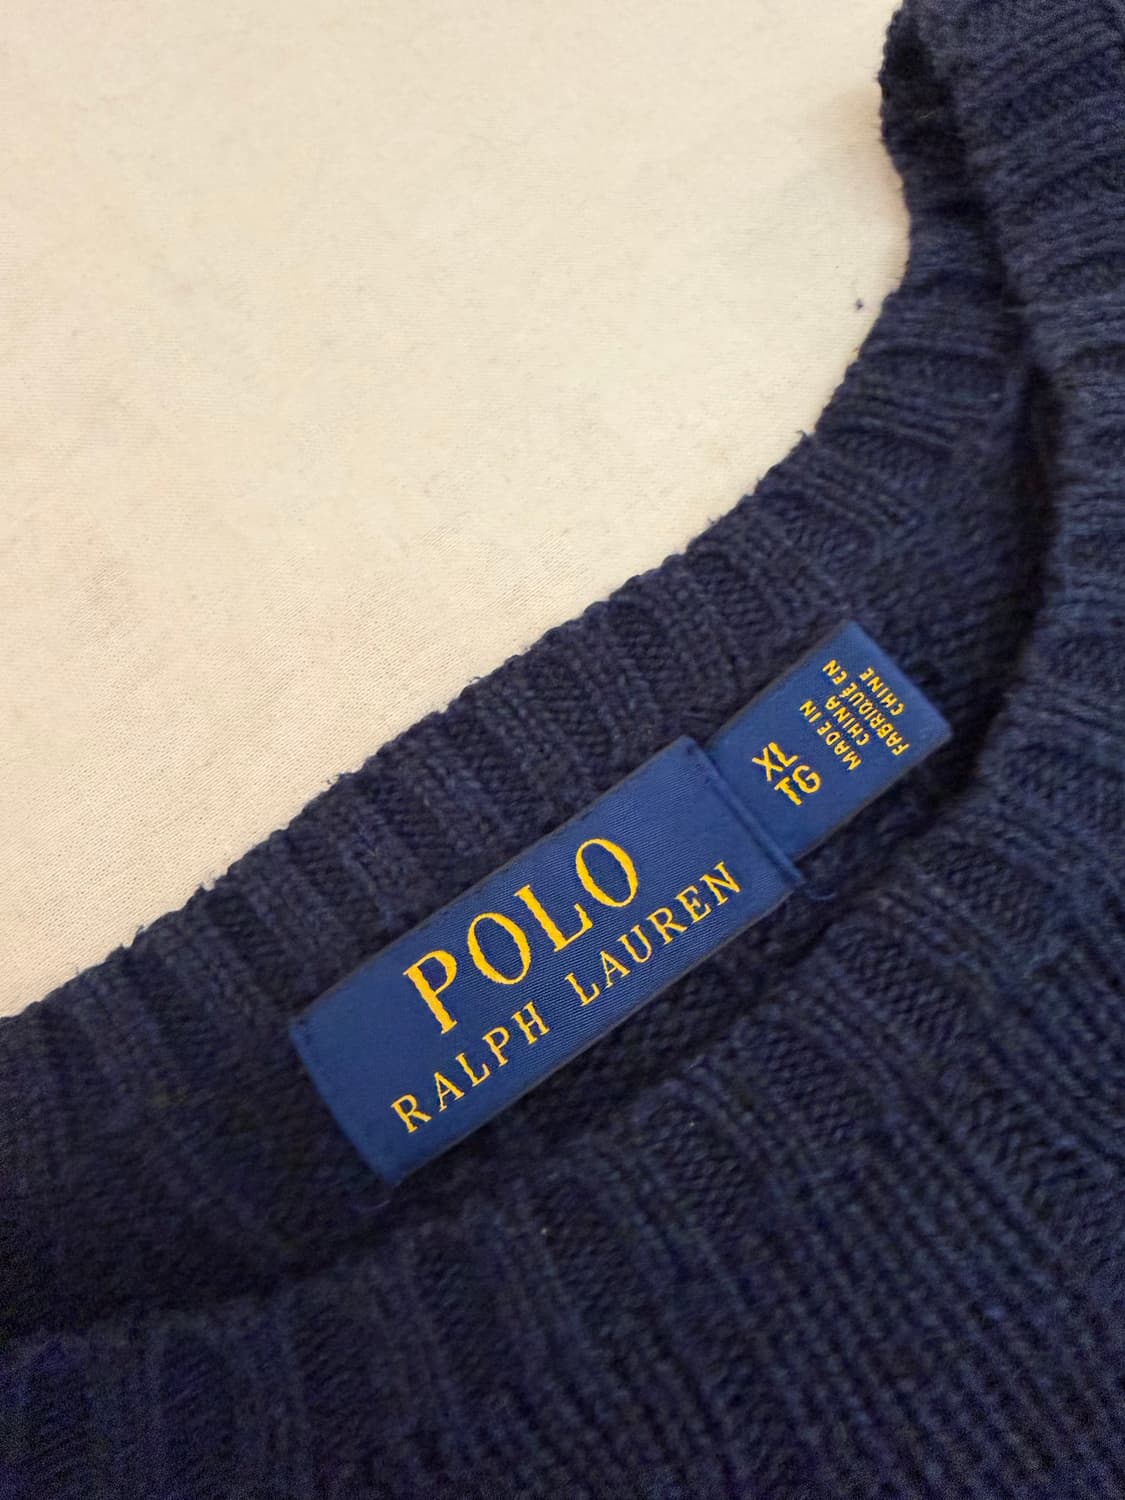 POLO
RALPH LAUREN
XL
TG
MADE IN
CHINA
FABRIQUÉ EN
CHINE